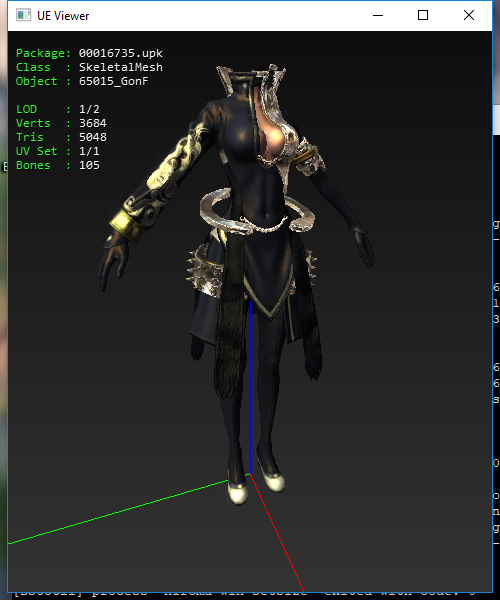 UE Viewer
Package: 00016735.upk
Class : SkeletalMesh
Object : 65015_GonF
LOD : 1/2
Verts : 3684
Tris : 5048
UV Set : 1/1
Bones : 105